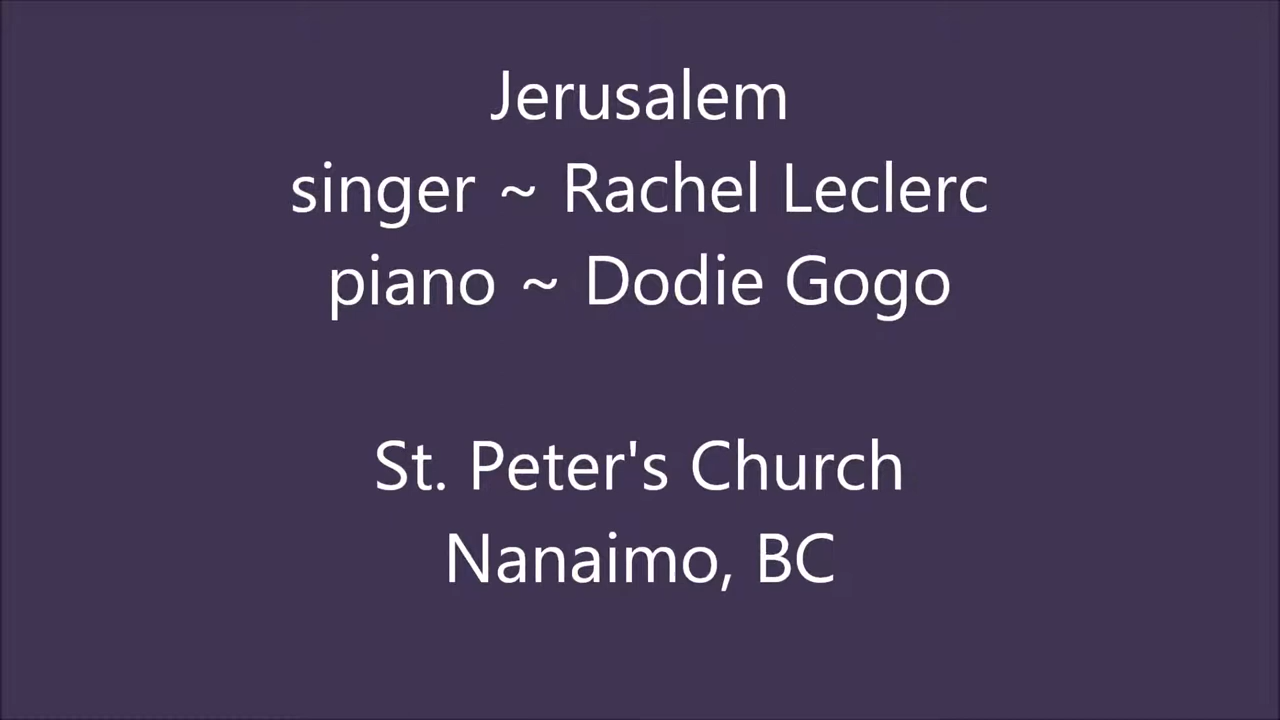 Jerusalem
singer ~ Rachel Leclerc
piano ~ Dodie Gogo
St. Peter's Church
Nanaimo, BC